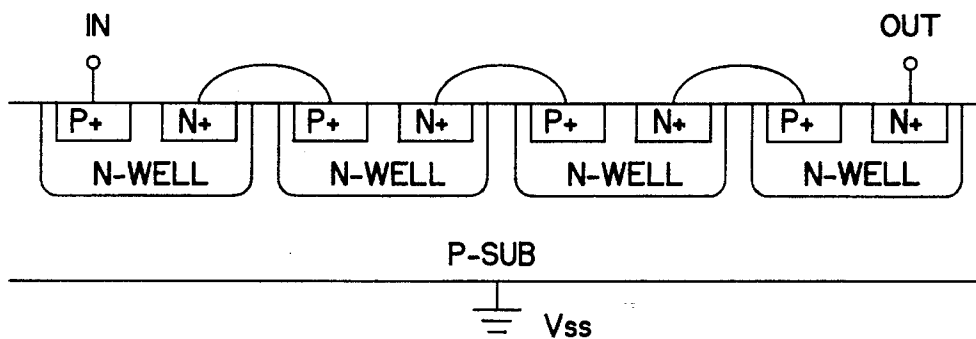 IN OUT
P+ N+ P+ N+ P+ N+ P+ N+
N-WELL N-WELL N-WELL N-WELL
P-SUB
Vss